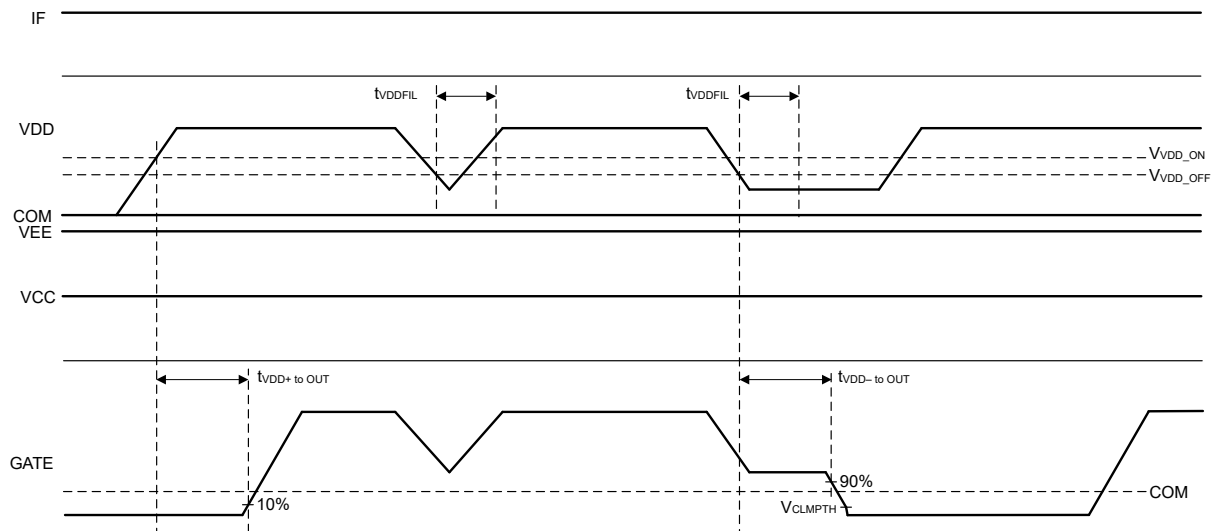 IF
tVDDFIL
tVDDFIL
VDD
VVDD_ON
VVDD_OFF
COM
VEE
VCC
tVDD+ to OUT
tVDD– to OUT
GATE
90%
COM
10%
VCLMPTH